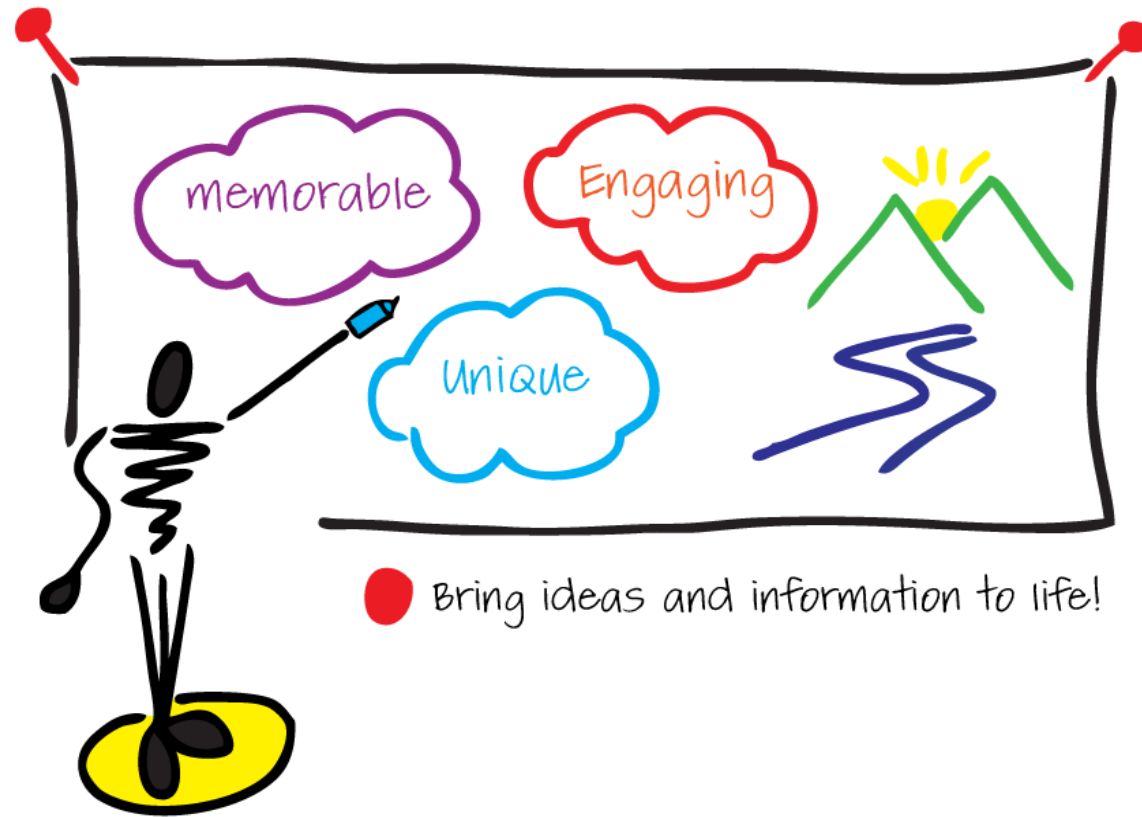 memorable
Engaging
Unique
Bring ideas and information to life!